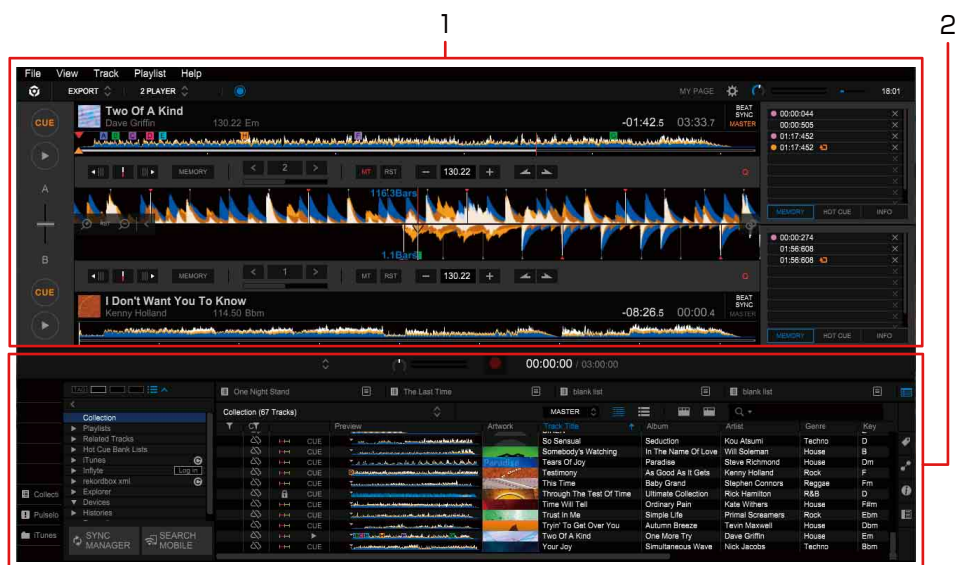 1
2
File View Track Playlist Help
EXPORT 2 PLAYER MY PAGE 18:01
CUE
A
B
CUE
Two Of A Kind
Dave Griffin 130.22 Em
-01:42.5 03:33.7
BEAT SYNC MASTER
A B C D E H F G
MEMORY 2 MT RST 130.22 Q
116.3Bars
RST
1.1Bars
MEMORY 1 MT RST 130.22 Q
I Don't Want You To Know
Kenny Holland 114.50 Bbm
-08:26.5 00:00.4
BEAT SYNC MASTER
00:00:044
00:00:505
01:17:452
01:17:452
MEMORY HOT CUE INFO
00:00:274
01:56:608
01:56:608
MEMORY HOT CUE INFO
00:00:00 / 03:00:00
TAG
Collection
Playlists
Related Tracks
Hot Cue Bank Lists
iTunes
Inflyte Log in
rekordbox xml
Explorer
Devices
Histories
Collecti
Pulselo
iTunes
SYNC MANAGER
SEARCH MOBILE
One Night Stand The Last Time blank list blank list
Collection (67 Tracks) MASTER
Preview Artwork Track Title Album Artist Genre Key
CUE So Sensual Seduction Kou Atsumi Techno D
CUE Somebody's Watching In The Name Of Love Will Soleman House B
CUE Paradise Tears Of Joy Paradise Steve Richmond House Dm
CUE Testimony As Good As It Gets Kenny Holland Rock F
CUE This Time Baby Grand Stephen Connors Reggae Fm
CUE Through The Test Of Time Ultimate Collection Rick Hamilton R&B D
CUE Time Will Tell Ordinary Pain Kate Withers House F#m
CUE Trust In Me Simple Life Primal Screamers Rock Ebm
CUE Tryin' To Get Over You Autumn Breeze Tevin Maxwell House Dbm
Two Of A Kind One More Try Dave Griffin House Em
CUE Your Joy Simultaneous Wave Nick Jacobs Techno Bbm